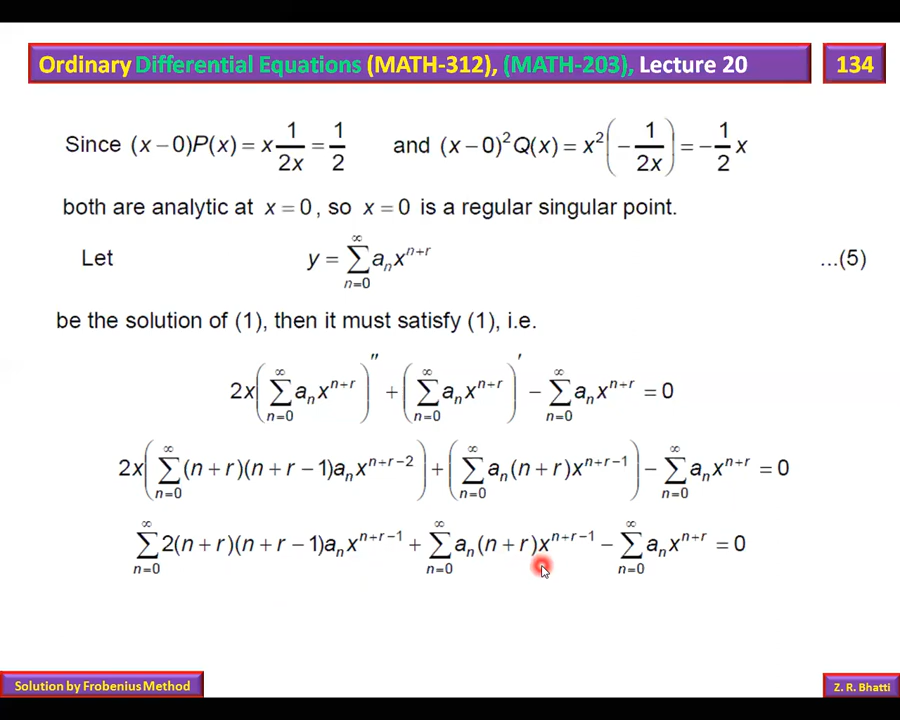 Ordinary Differential Equations (MATH-312), (MATH-203), Lecture 20 134
Since (x − 0)P(x) = x 1/2x = 1/2 and (x − 0)²Q(x) = x²(− 1/2x) = − 1/2 x
both are analytic at x = 0, so x = 0 is a regular singular point.
Let y = ∑_{n=0}^{∞} a_n x^{n+r} ...(5)
be the solution of (1), then it must satisfy (1), i.e.
2x(∑_{n=0}^{∞} a_n x^{n+r})″ + (∑_{n=0}^{∞} a_n x^{n+r})′ − ∑_{n=0}^{∞} a_n x^{n+r} = 0
2x(∑_{n=0}^{∞} (n + r)(n + r − 1)a_n x^{n+r−2}) + (∑_{n=0}^{∞} a_n (n + r)x^{n+r−1}) − ∑_{n=0}^{∞} a_n x^{n+r} = 0
∑_{n=0}^{∞} 2(n + r)(n + r − 1)a_n x^{n+r−1} + ∑_{n=0}^{∞} a_n (n + r)x^{n+r−1} − ∑_{n=0}^{∞} a_n x^{n+r} = 0
Solution by Frobenius Method Z. R. Bhatti